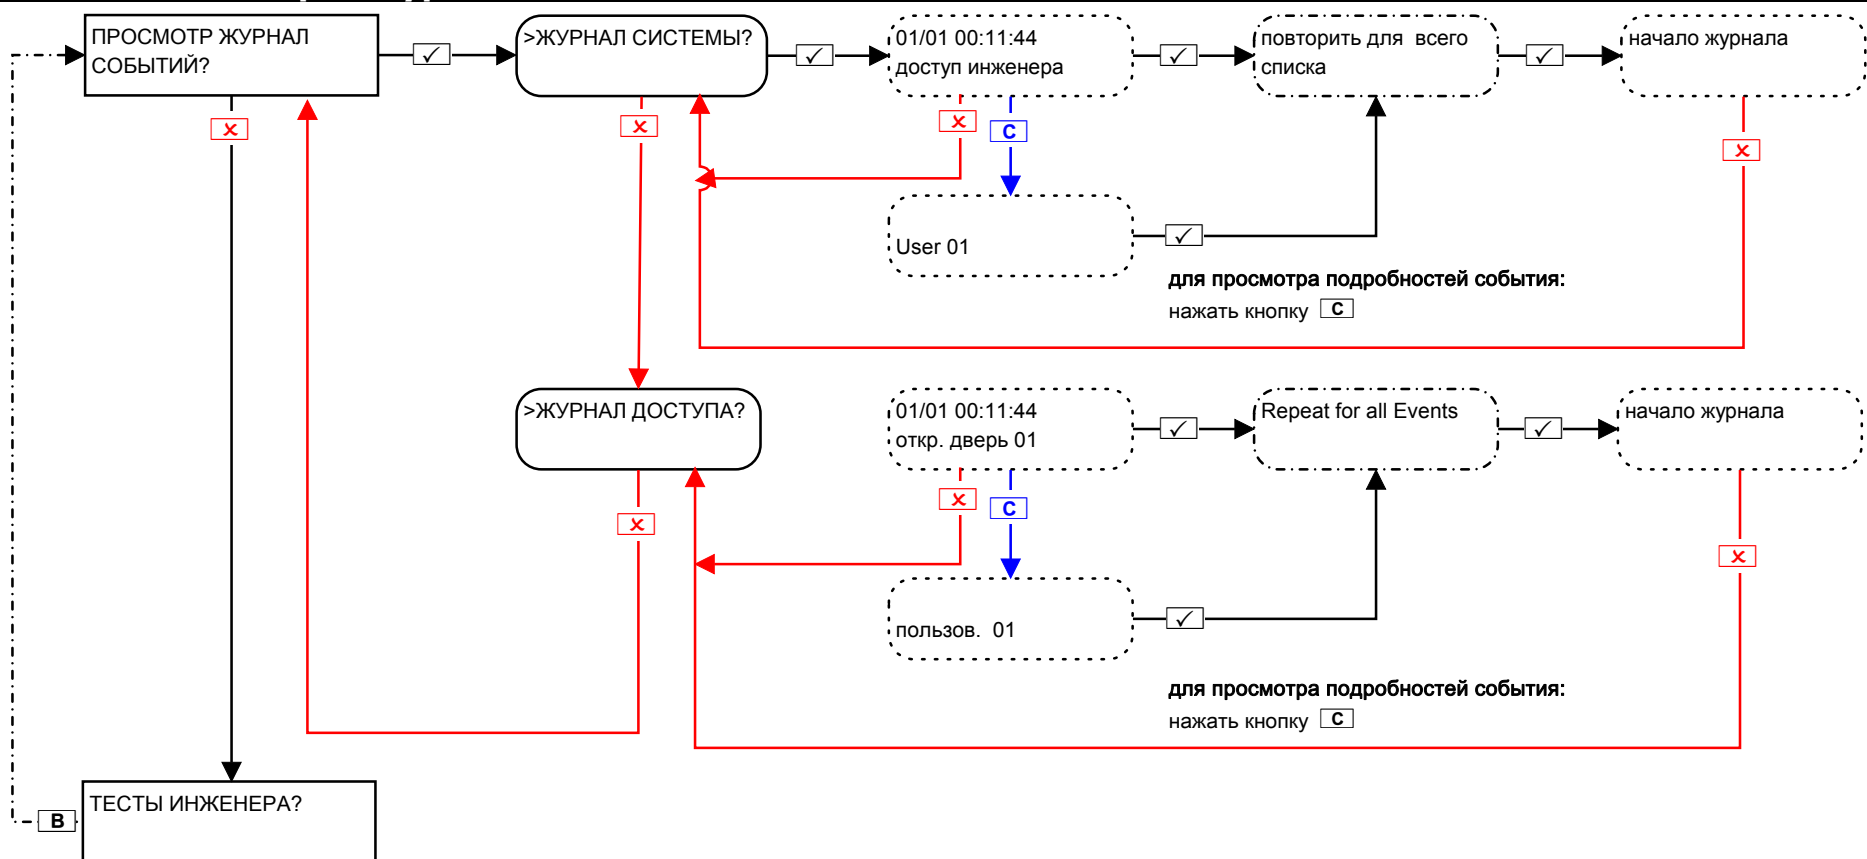 ПРОСМОТР ЖУРНАЛ
СОБЫТИЙ?
✓
>ЖУРНАЛ СИСТЕМЫ?
✓
01/01 00:11:44
доступ инженера
✓
повторить для всего
списка
✓
начало журнала
x
x
x
C
x
User 01
✓
для просмотра подробностей события:
нажать кнопку C
>ЖУРНАЛ ДОСТУПА?
01/01 00:11:44
откр. дверь 01
✓
Repeat for all Events
✓
начало журнала
x
x
C
x
пользов. 01
✓
для просмотра подробностей события:
нажать кнопку C
ТЕСТЫ ИНЖЕНЕРА?
B